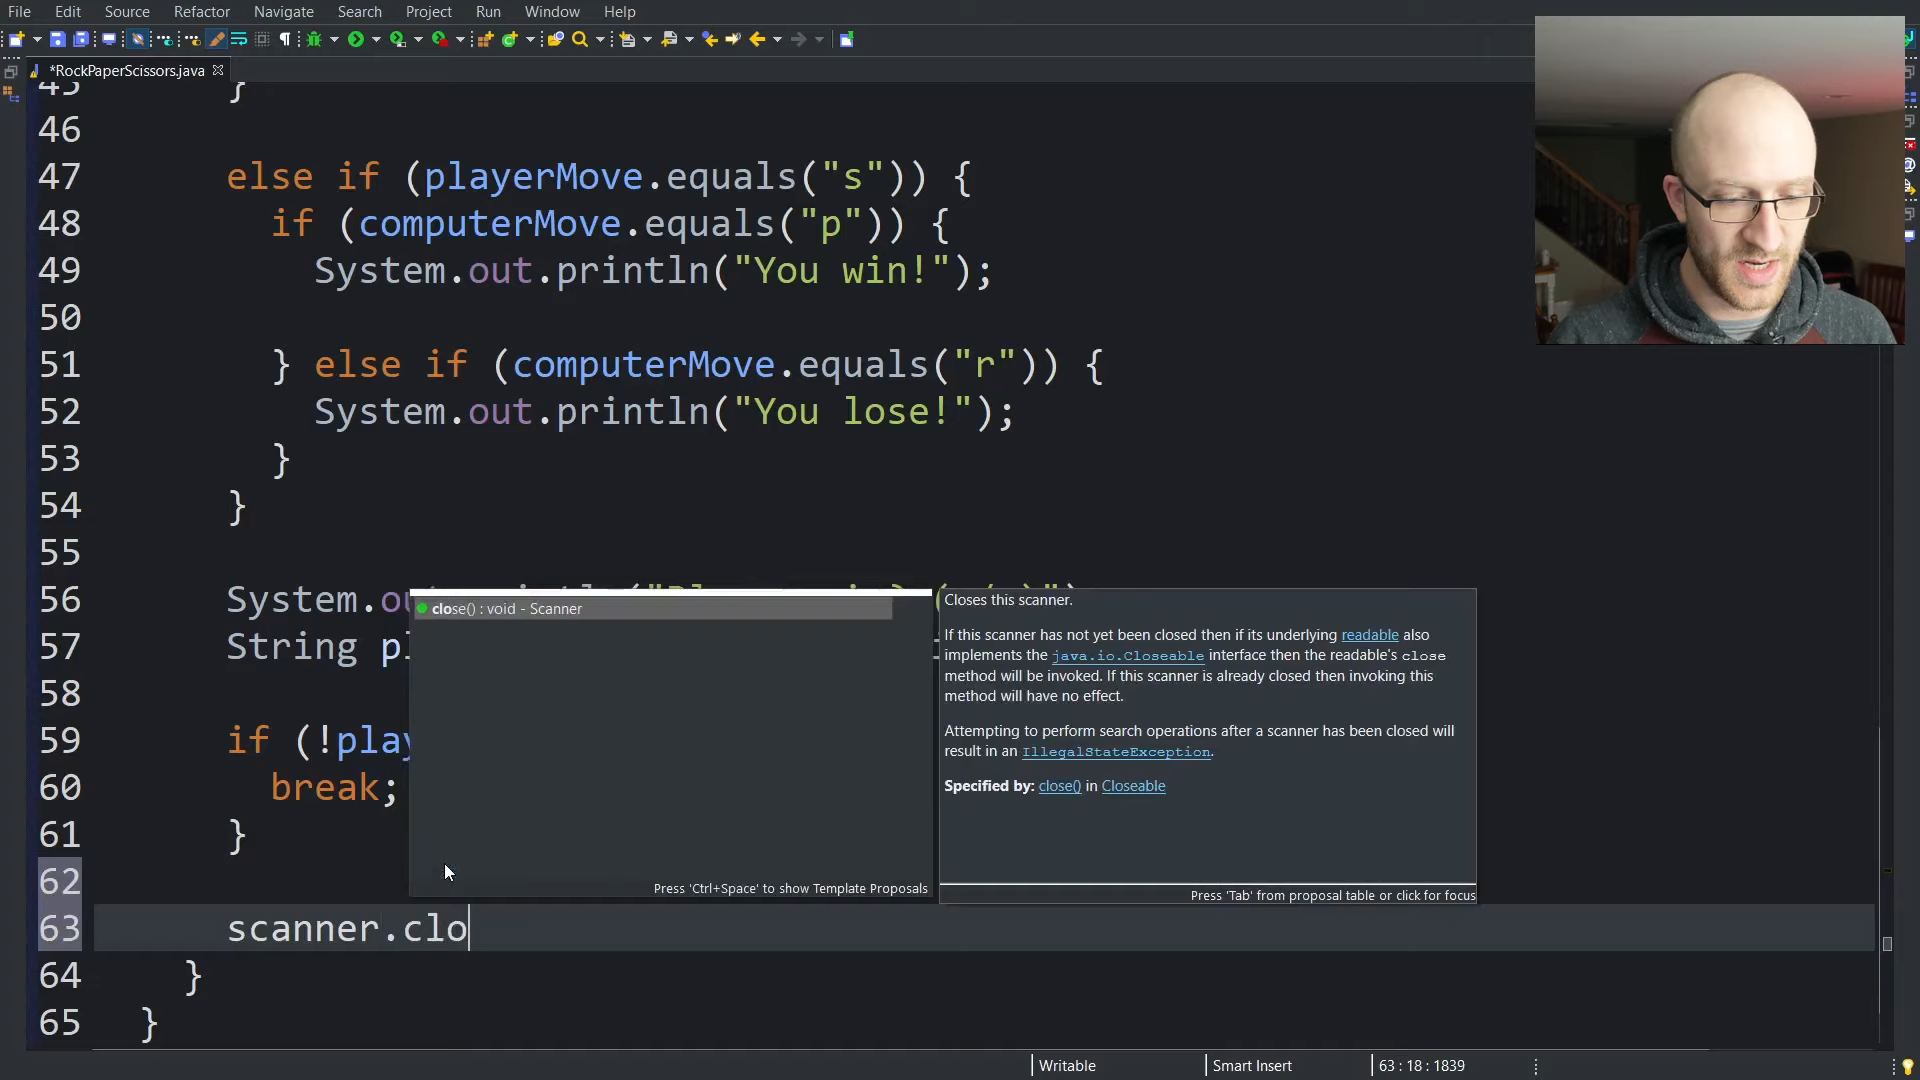 File Edit Source Refactor Navigate Search Project Run Window Help
*RockPaperScissors.java
45 }
46
47 else if (playerMove.equals("s")) {
48 if (computerMove.equals("p")) {
49 System.out.println("You win!");
50
51 } else if (computerMove.equals("r")) {
52 System.out.println("You lose!");
53 }
54 }
55
56 System.o
57 String pl
58
59 if (!play
60 break;
61 }
62
63 scanner.clo
64 }
65 }
close() : void - Scanner
Press 'Ctrl+Space' to show Template Proposals
Closes this scanner.
If this scanner has not yet been closed then if its underlying readable also
implements the java.io.Closeable interface then the readable's close
method will be invoked. If this scanner is already closed then invoking this
method will have no effect.
Attempting to perform search operations after a scanner has been closed will
result in an IllegalStateException.
Specified by: close() in Closeable
Press 'Tab' from proposal table or click for focus
Writable Smart Insert 63 : 18 : 1839